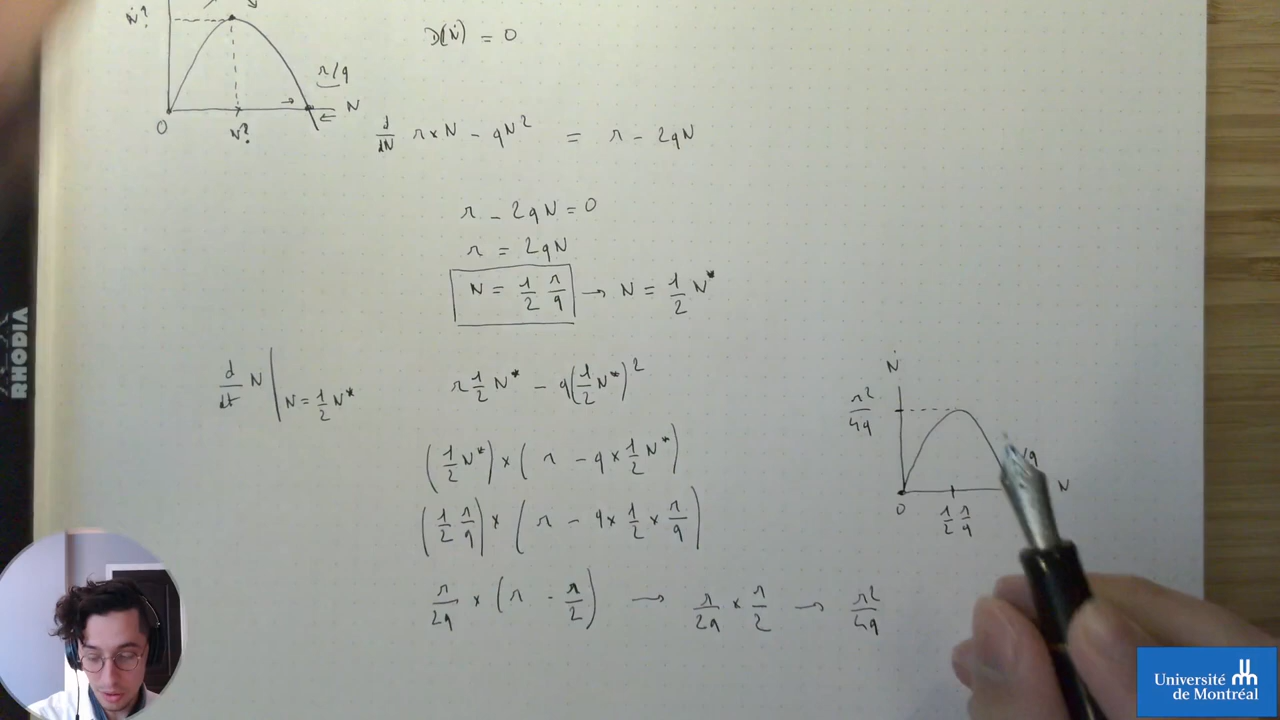 Ṅ?
D(Ṅ) = 0
r/q
N
0
N?
d/dN r×N − qN² = r − 2qN
r − 2qN = 0
r = 2qN
N = 1/2 r/q → N = 1/2 N*
d/dt N | N = 1/2 N*
r 1/2 N* − q(1/2 N*)²
(1/2 N*) × (r − q × 1/2 N*)
(1/2 r/q) × (r − q × 1/2 × r/q)
r/2q × (r − r/2) → r/2q × r/2 → r²/4q
Ṅ
r²/4q
/q
N
0
1/2 r/q
RHODIA
Université
de Montréal